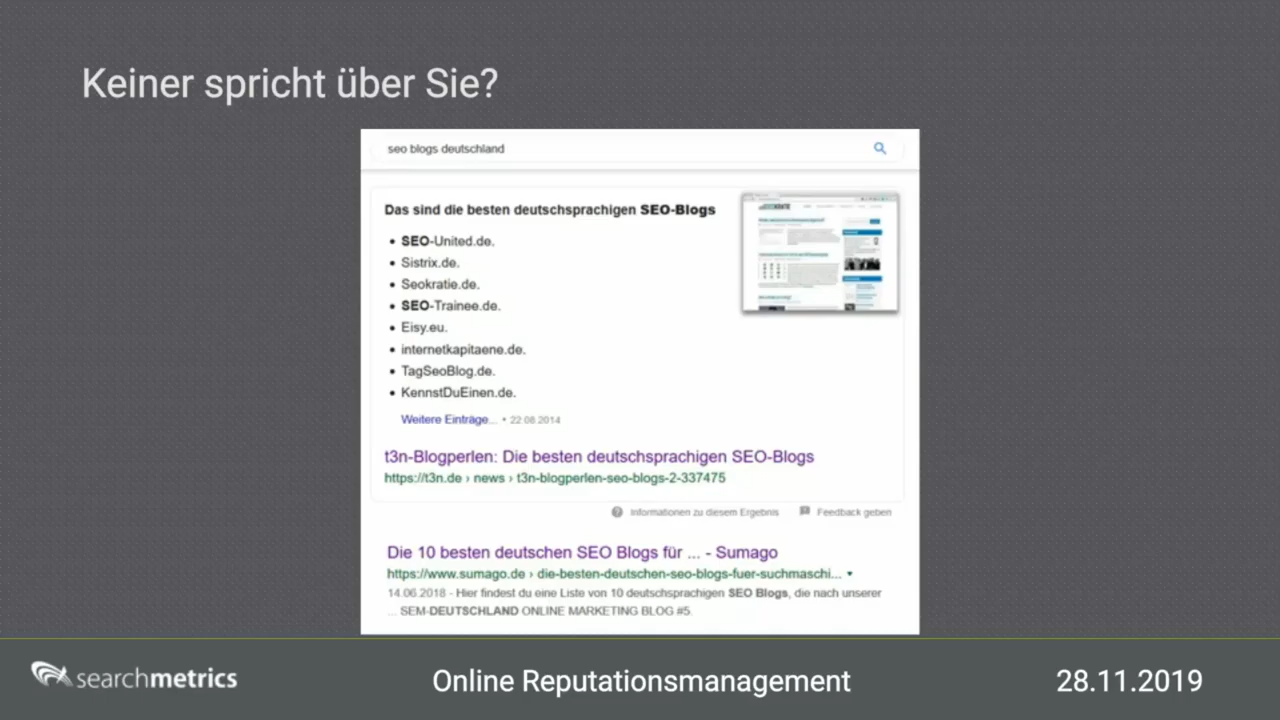 Keiner spricht über Sie?
seo blogs deutschland
Das sind die besten deutschsprachigen SEO-Blogs
• SEO-United.de.
• Sistrix.de.
• Seokratie.de.
• SEO-Trainee.de.
• Eisy.eu.
• internetkapitaene.de.
• TagSeoBlog.de.
• KennstDuEinen.de.
Weitere Einträge... • 22.08.2014
t3n-Blogperlen: Die besten deutschsprachigen SEO-Blogs
https://t3n.de › news › t3n-blogperlen-seo-blogs-2-337475
Informationen zu diesem Ergebnis Feedback geben
Die 10 besten deutschen SEO Blogs für ... - Sumago
https://www.sumago.de › die-besten-deutschen-seo-blogs-fuer-suchmaschi...
14.06.2018 - Hier findest du eine Liste von 10 deutschsprachigen SEO Blogs, die nach unserer
... SEM-DEUTSCHLAND ONLINE MARKETING BLOG #5.
searchmetrics
Online Reputationsmanagement
28.11.2019